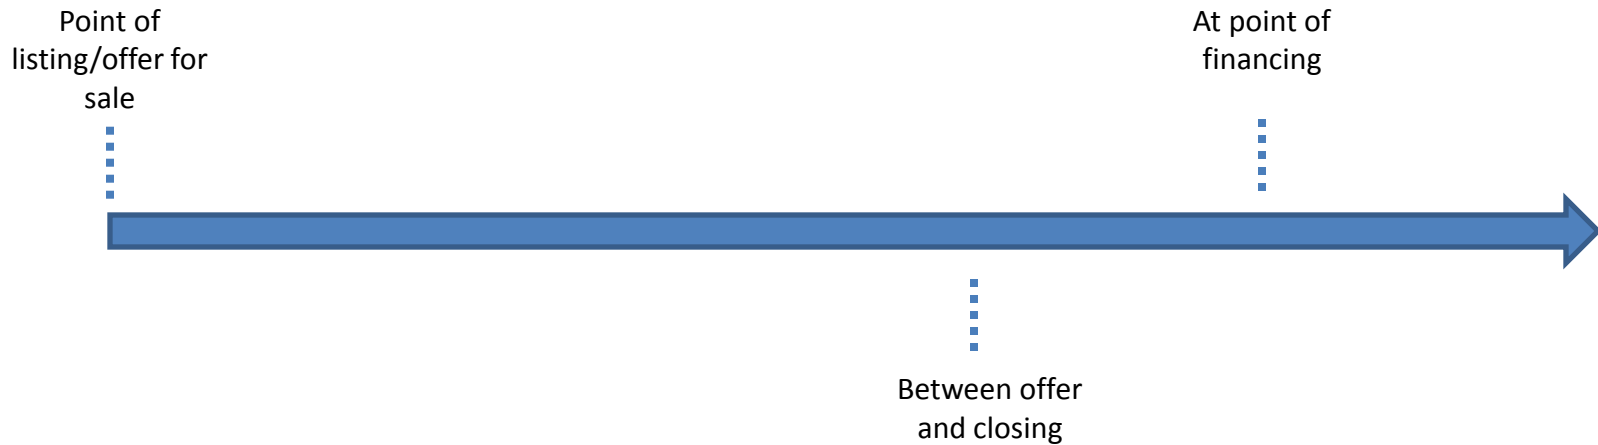 Point of
listing/offer for
sale
At point of
financing
Between offer
and closing